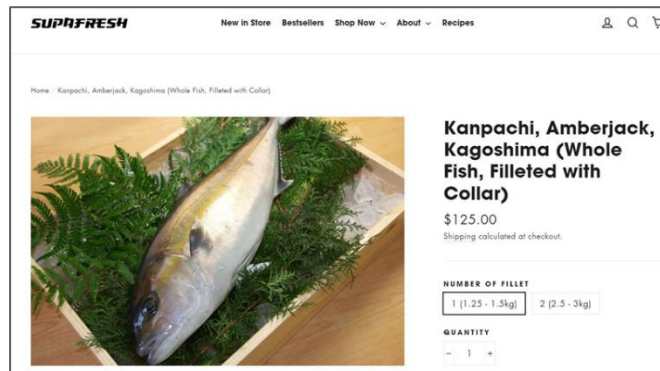 SUPAFRESH
New in Store Bestsellers Shop Now About Recipes
Home / Kanpachi, Amberjack, Kagoshima (Whole Fish, Filleted with Collar)
Kanpachi, Amberjack,
Kagoshima (Whole
Fish, Filleted with
Collar)
$125.00
Shipping calculated at checkout.
NUMBER OF FILLET
1 (1.25 - 1.5kg) 2 (2.5 - 3kg)
QUANTITY
- 1 +